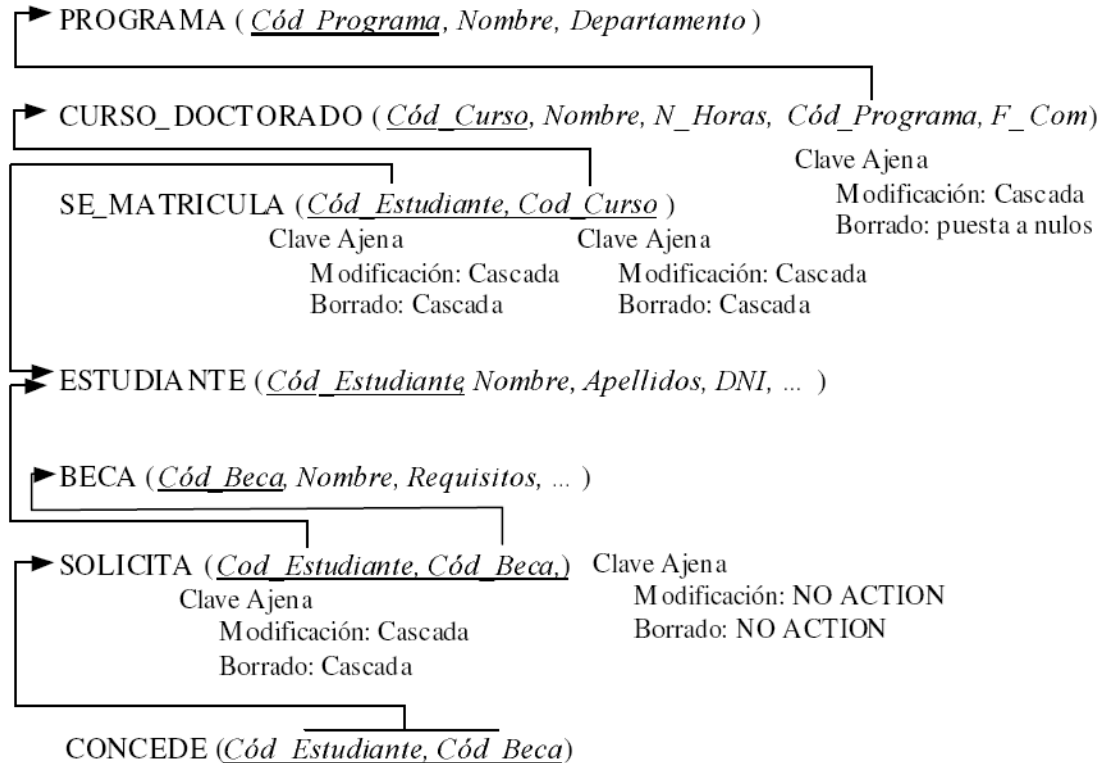 PROGRAMA ( Cód_Programa, Nombre, Departamento )
CURSO_DOCTORADO ( Cód_Curso, Nombre, N_Horas, Cód_Programa, F_Com)
Clave Ajena
Modificación: Cascada
Borrado: puesta a nulos
SE_MATRICULA (Cód_Estudiante, Cod_Curso )
Clave Ajena
Modificación: Cascada
Borrado: Cascada
Clave Ajena
Modificación: Cascada
Borrado: Cascada
ESTUDIANTE (Cód_Estudiante, Nombre, Apellidos, DNI, ... )
BECA (Cód_Beca, Nombre, Requisitos, ... )
SOLICITA (Cod_Estudiante, Cód_Beca,)
Clave Ajena
Modificación: Cascada
Borrado: Cascada
Clave Ajena
Modificación: NO ACTION
Borrado: NO ACTION
CONCEDE (Cód_Estudiante, Cód_Beca)